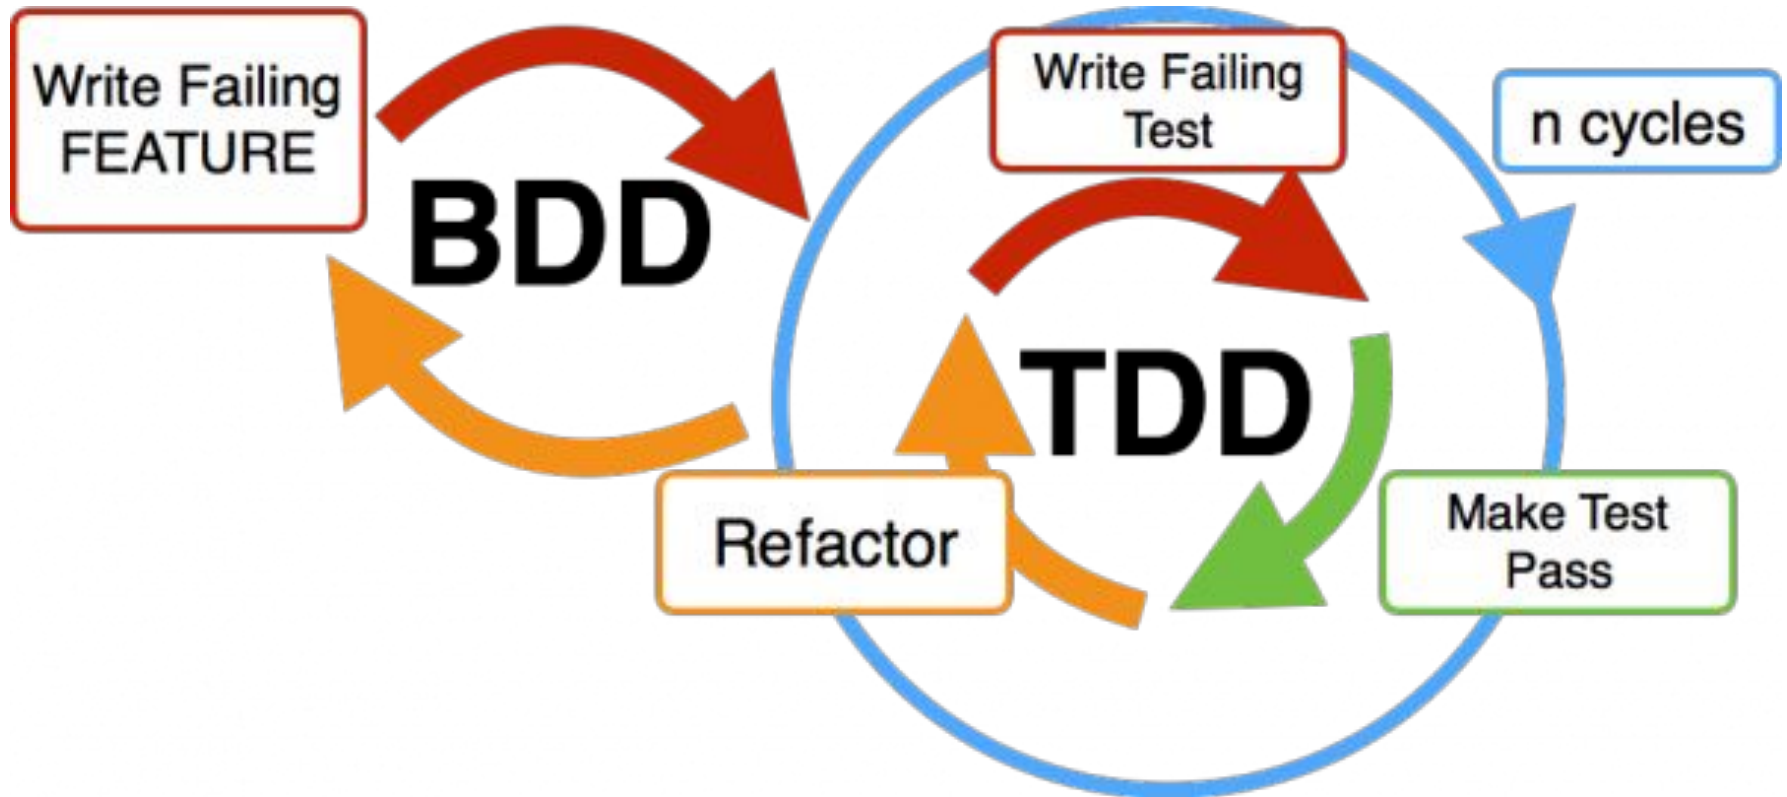 Write Failing
FEATURE
BDD
Write Failing
Test
n cycles
TDD
Refactor
Make Test
Pass